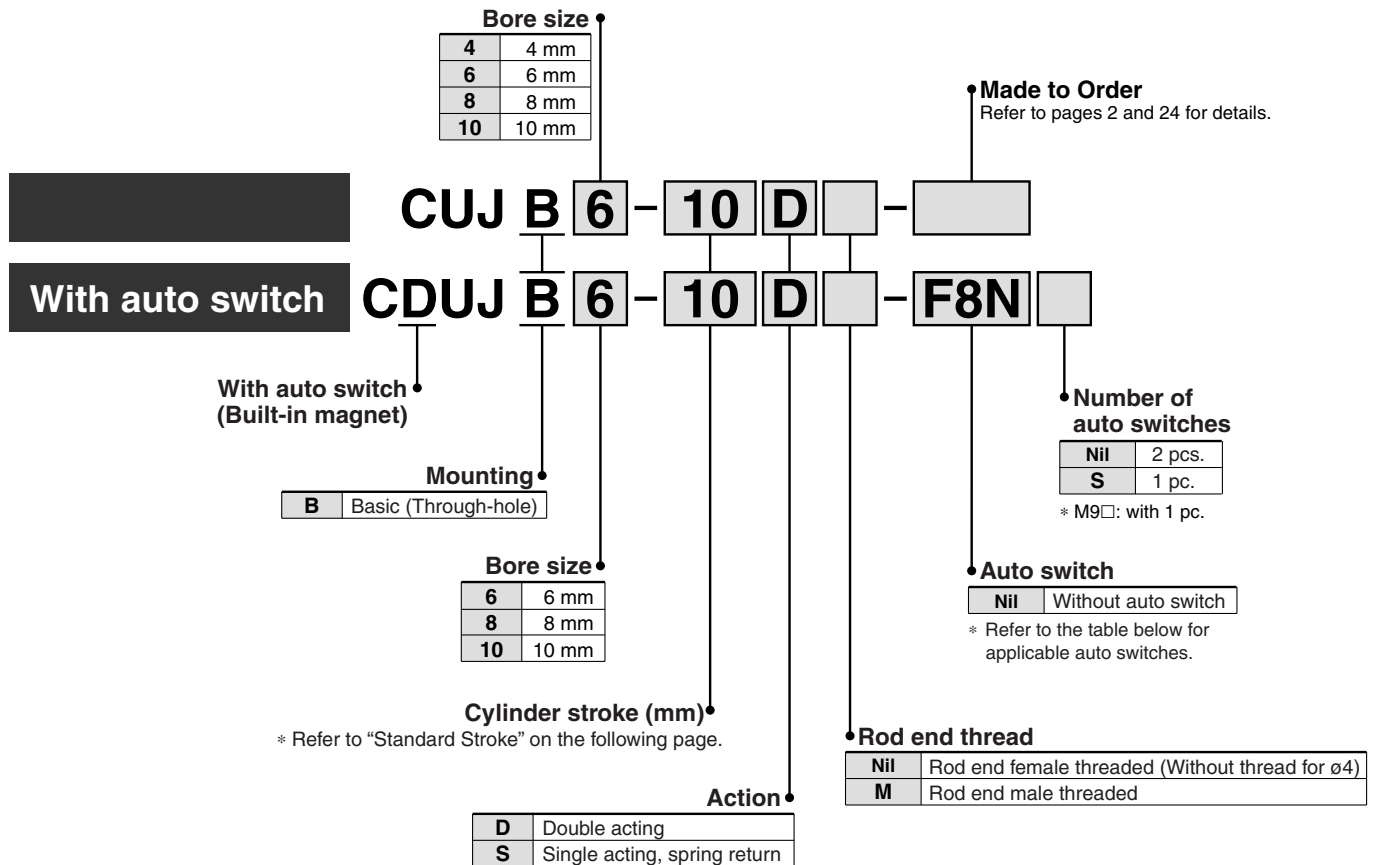 Bore size
4 4 mm
6 6 mm
8 8 mm
10 10 mm
Made to Order
Refer to pages 2 and 24 for details.
CUJ B 6 – 10 D –
With auto switch CDUJ B 6 – 10 D – F8N
With auto switch
(Built-in magnet)
Number of
auto switches
Nil 2 pcs.
S 1 pc.
* M9□: with 1 pc.
Mounting
B Basic (Through-hole)
Bore size
6 6 mm
8 8 mm
10 10 mm
Auto switch
Nil Without auto switch
* Refer to the table below for
applicable auto switches.
Cylinder stroke (mm)
* Refer to “Standard Stroke” on the following page.
Rod end thread
Nil Rod end female threaded (Without thread for ø4)
M Rod end male threaded
Action
D Double acting
S Single acting, spring return